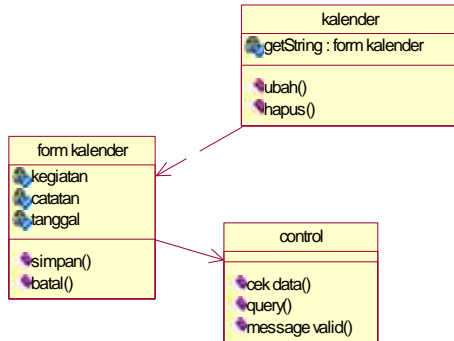 kalender
getString : form kalender
ubah()
hapus()
form kalender
kegiatan
catatan
tanggal
simpan()
batal()
control
cek data()
query()
message valid()